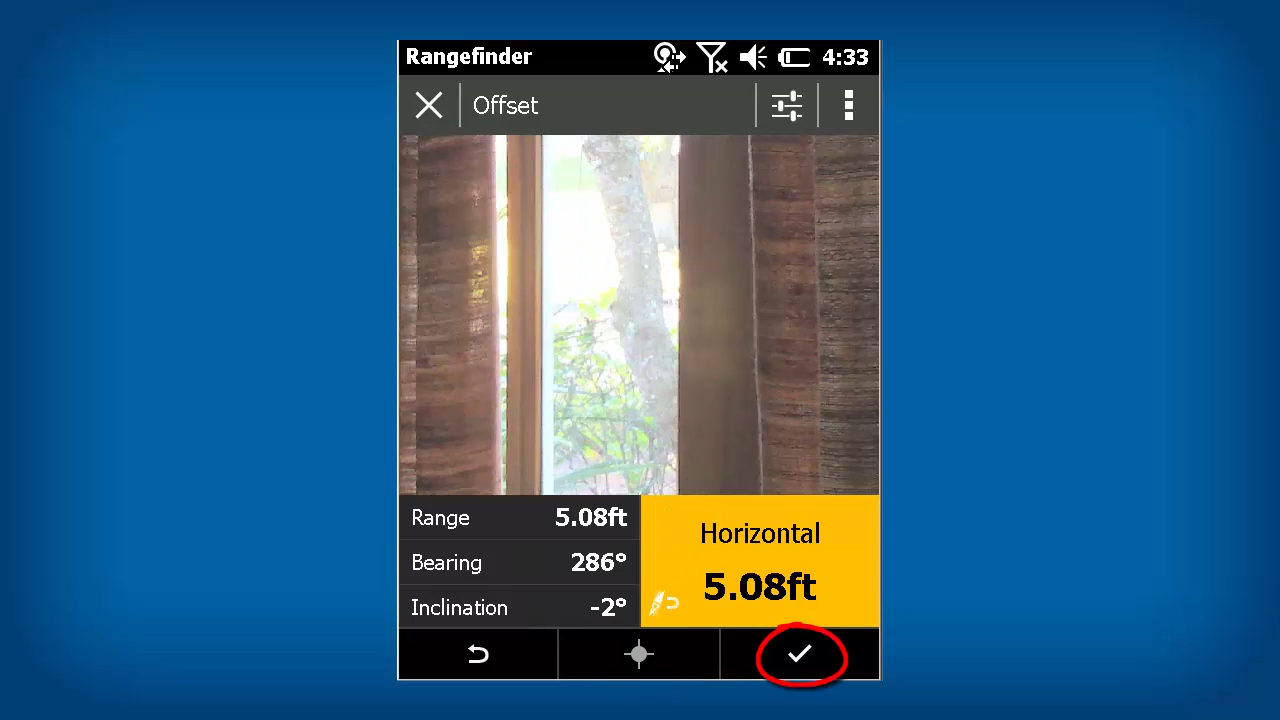 Rangefinder 4:33
Offset
Range 5.08ft
Horizontal
Bearing 286°
5.08ft
Inclination -2°